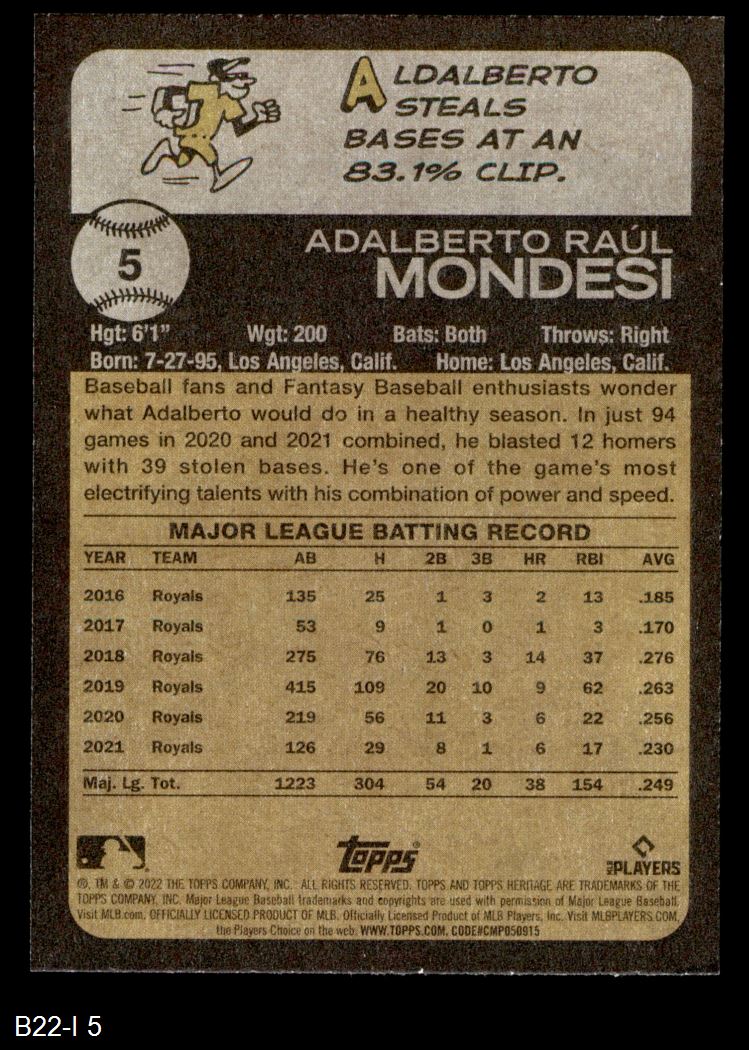 ALDALBERTO
STEALS
BASES AT AN
83.1% CLIP.
5
ADALBERTO RAÚL
MONDESI
Hgt: 6'1" Wgt: 200 Bats: Both Throws: Right
Born: 7-27-95, Los Angeles, Calif. Home: Los Angeles, Calif.
Baseball fans and Fantasy Baseball enthusiasts wonder
what Adalberto would do in a healthy season. In just 94
games in 2020 and 2021 combined, he blasted 12 homers
with 39 stolen bases. He's one of the game's most
electrifying talents with his combination of power and speed.
MAJOR LEAGUE BATTING RECORD
YEAR TEAM AB H 2B 3B HR RBI AVG
2016 Royals 135 25 1 3 2 13 .185
2017 Royals 53 9 1 0 1 3 .170
2018 Royals 275 76 13 3 14 37 .276
2019 Royals 415 109 20 10 9 62 .263
2020 Royals 219 56 11 3 6 22 .256
2021 Royals 126 29 8 1 6 17 .230
Maj. Lg. Tot. 1223 304 54 20 38 154 .249
topps® MLB PLAYERS
®, TM & © 2022 THE TOPPS COMPANY, INC. ALL RIGHTS RESERVED. TOPPS AND TOPPS HERITAGE ARE TRADEMARKS OF THE
TOPPS COMPANY, INC. Major League Baseball trademarks and copyrights are used with permission of Major League Baseball.
Visit MLB.com. OFFICIALLY LICENSED PRODUCT OF MLB. Officially Licensed Product of MLB Players, Inc. Visit MLBPLAYERS.COM,
the Players Choice on the web. WWW.TOPPS.COM. CODE#CMP050915
B22-I 5